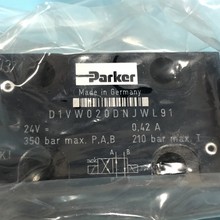 Parker
Made in Germany
D1VW020DNJWL91
24V = 0,42 A
350 bar max. P,A,B 210 bar max. T
A